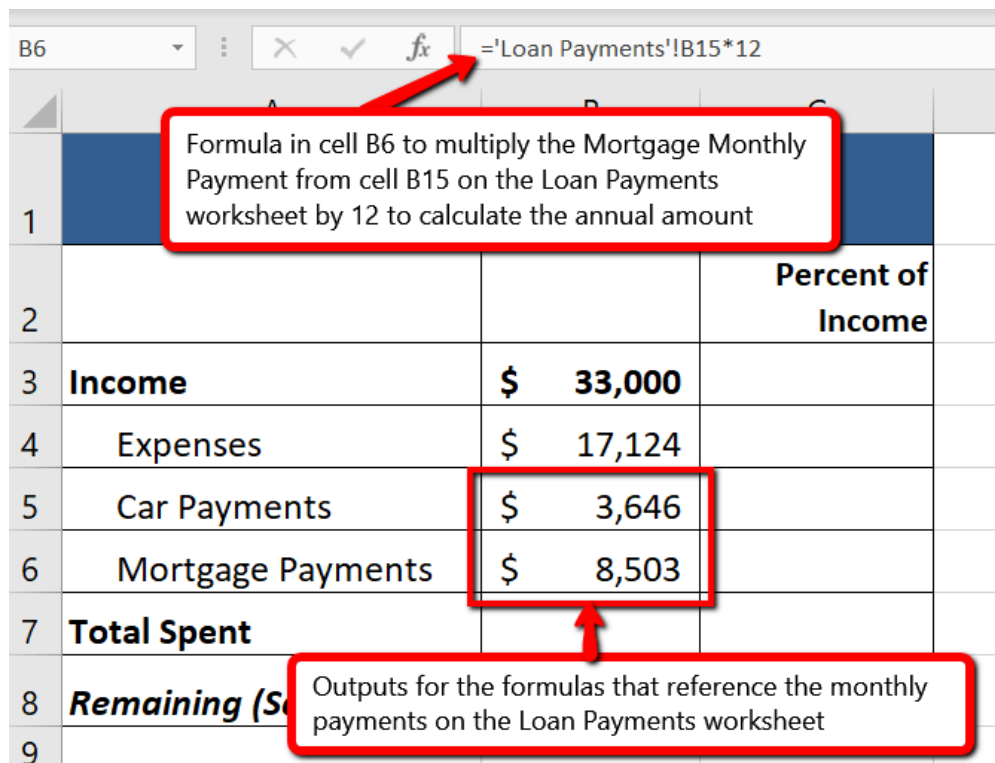 B6 fx ='Loan Payments'!B15*12
Formula in cell B6 to multiply the Mortgage Monthly
Payment from cell B15 on the Loan Payments
worksheet by 12 to calculate the annual amount
1
Percent of
2 Income
3 Income $ 33,000
4 Expenses $ 17,124
5 Car Payments $ 3,646
6 Mortgage Payments $ 8,503
7 Total Spent
Outputs for the formulas that reference the monthly
8 Remaining
payments on the Loan Payments worksheet
9